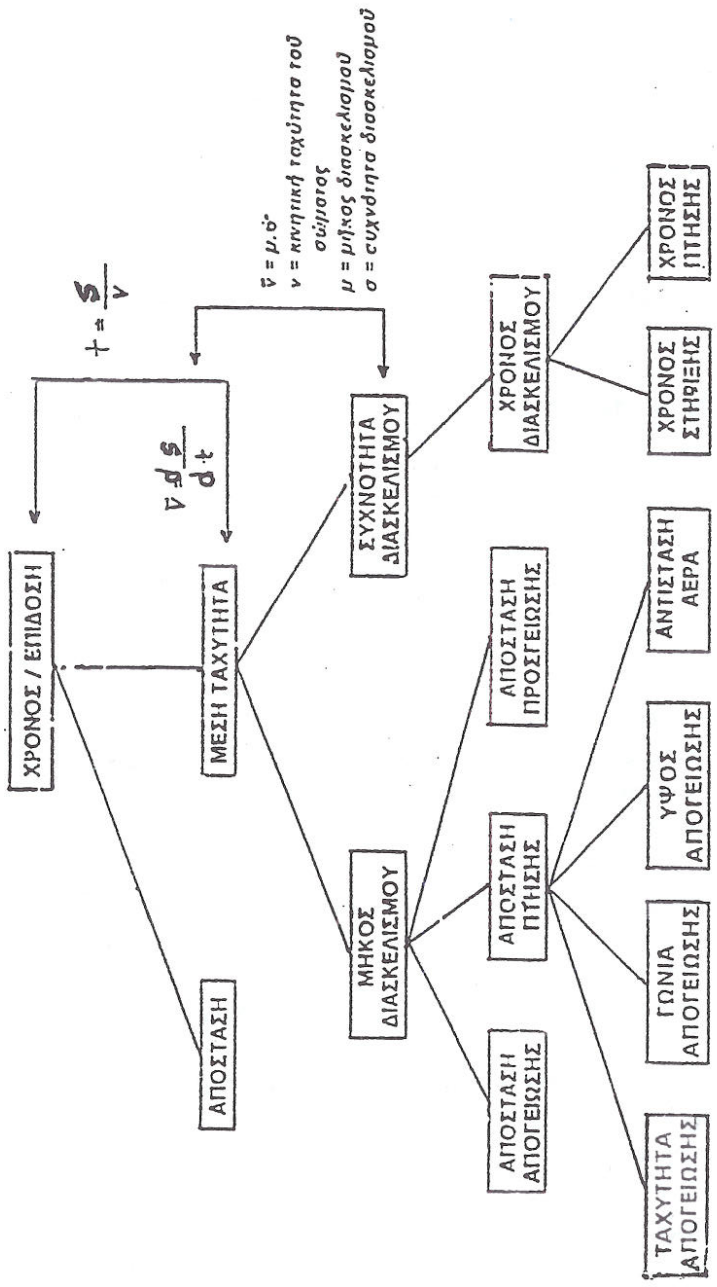 ΧΡΟΝΟΣ / ΕΠΙΔΟΣΗ
t = S / v
v̄ = dS / dt
ΑΠΟΣΤΑΣΗ
ΜΕΣΗ ΤΑΧΥΤΗΤΑ
v̄ = μ.σ
v = κινητική ταχύτητα τού
σώματος
μ = μήκος διασκελισμού
σ = συχνότητα διασκελισμού
ΜΗΚΟΣ
ΔΙΑΣΚΕΛΙΣΜΟΥ
ΣΥΧΝΟΤΗΤΑ
ΔΙΑΣΚΕΛΙΣΜΟΥ
ΑΠΟΣΤΑΣΗ
ΑΠΟΓΕΙΩΣΗΣ
ΑΠΟΣΤΑΣΗ
ΠΤΗΣΗΣ
ΑΠΟΣΤΑΣΗ
ΠΡΟΣΓΕΙΩΣΗΣ
ΧΡΟΝΟΣ
ΔΙΑΣΚΕΛΙΣΜΟΥ
ΤΑΧΥΤΗΤΑ
ΑΠΟΓΕΙΩΣΗΣ
ΓΩΝΙΑ
ΑΠΟΓΕΙΩΣΗΣ
ΥΨΟΣ
ΑΠΟΓΕΙΩΣΗΣ
ΑΝΤΙΣΤΑΣΗ
ΑΕΡΑ
ΧΡΟΝΟΣ
ΣΤΗΡΙΞΗΣ
ΧΡΟΝΟΣ
ΠΤΗΣΗΣ